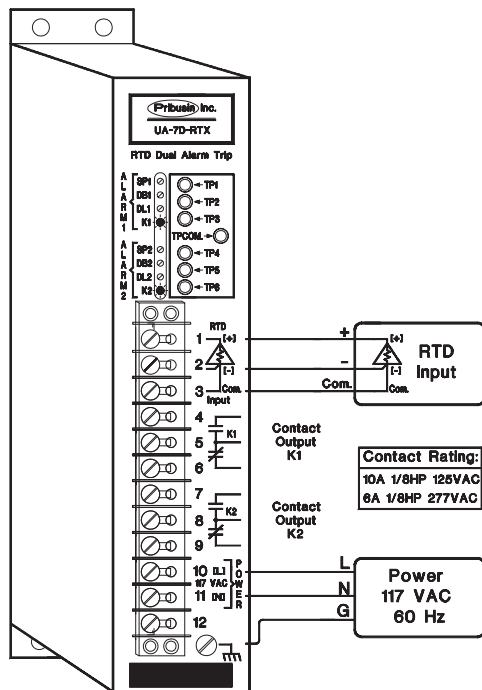 Pribusin Inc.
UA-7D-RTX
RTD Dual Alarm Trip
ALARM 1
SP1
DB1
DL1
K1
ALARM 2
SP2
DB2
DL2
K2
TP1
TP2
TP3
TPCOM.
TP4
TP5
TP6
RTD
1 [+]
2 [-]
3 Com.
Input
4
5 K1
6
7
8 K2
9
10 [L]
117 VAC
11 [N]
POWER
12
+
-
Com.
[+]
[-]
Com.
RTD
Input
Contact
Output
K1
Contact
Output
K2
Contact Rating:
10A 1/8HP 125VAC
6A 1/8HP 277VAC
L
N
G
Power
117 VAC
60 Hz